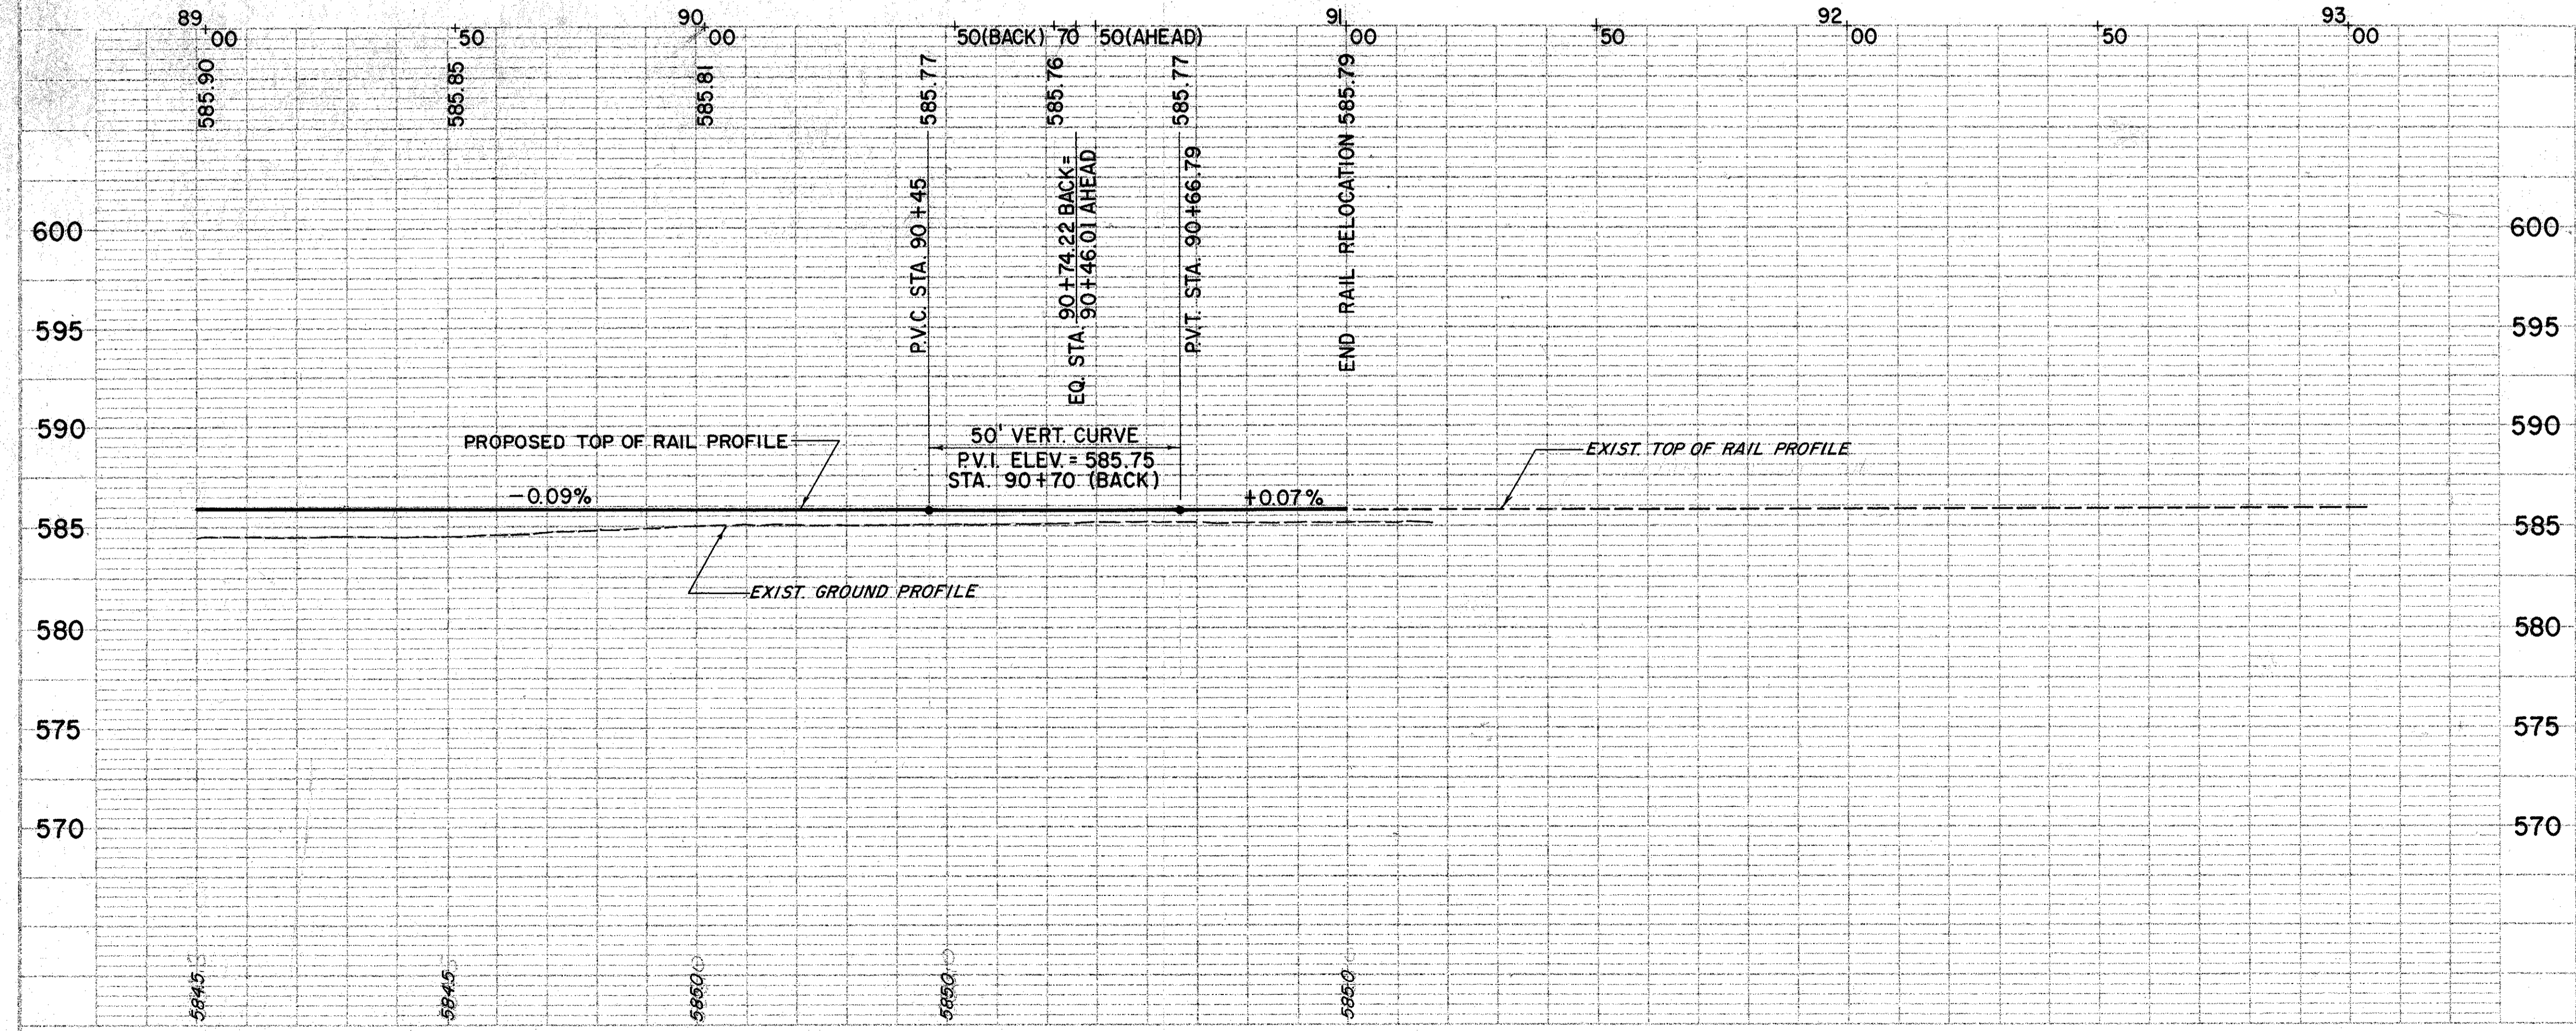 89 90 91 92 93
00 50 00 50(BACK) 70 50(AHEAD) 00 50 00 50 00
585.90
585.85
585.81
585.77
585.76
585.77
END RAIL RELOCATION 585.79
P.V.C. STA. 90+45
EQ. STA. 90+74.22 BACK=
90+46.01 AHEAD
P.V.T. STA. 90+66.79
600 600
595 595
590 590
PROPOSED TOP OF RAIL PROFILE
50' VERT. CURVE
P.V.I. ELEV. = 585.75
STA. 90+70 (BACK)
EXIST. TOP OF RAIL PROFILE
-0.09%
+0.07%
585 585
EXIST. GROUND PROFILE
580 580
575 575
570 570
584.5
584.5
585.0
585.0
585.0